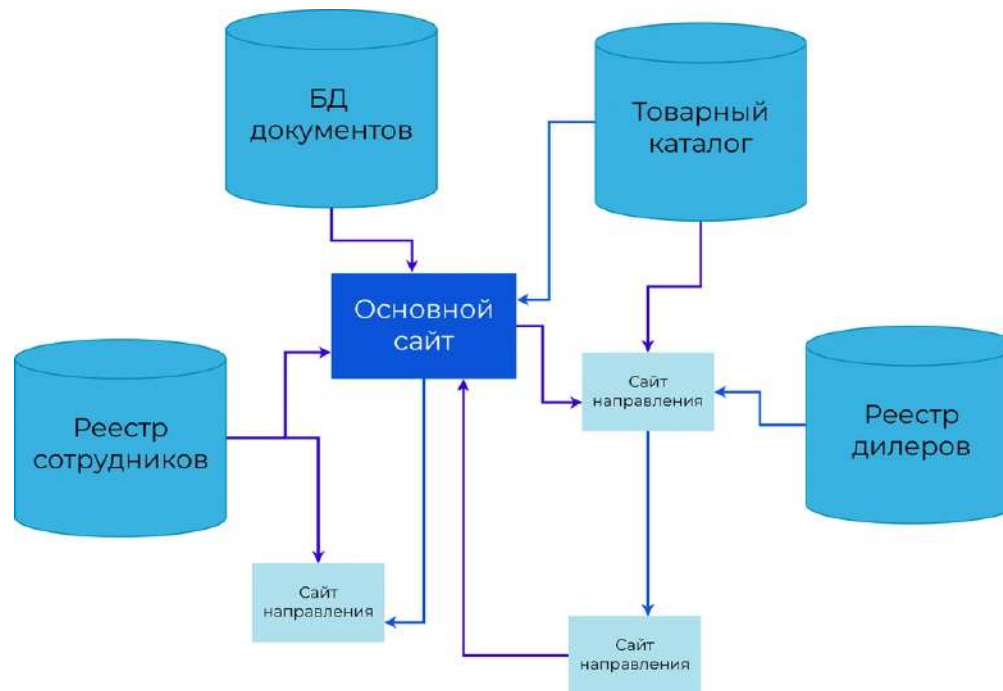 БД
документов
Товарный
каталог
Основной
сайт
Реестр
сотрудников
Сайт
направления
Реестр
дилеров
Сайт
направления
Сайт
направления